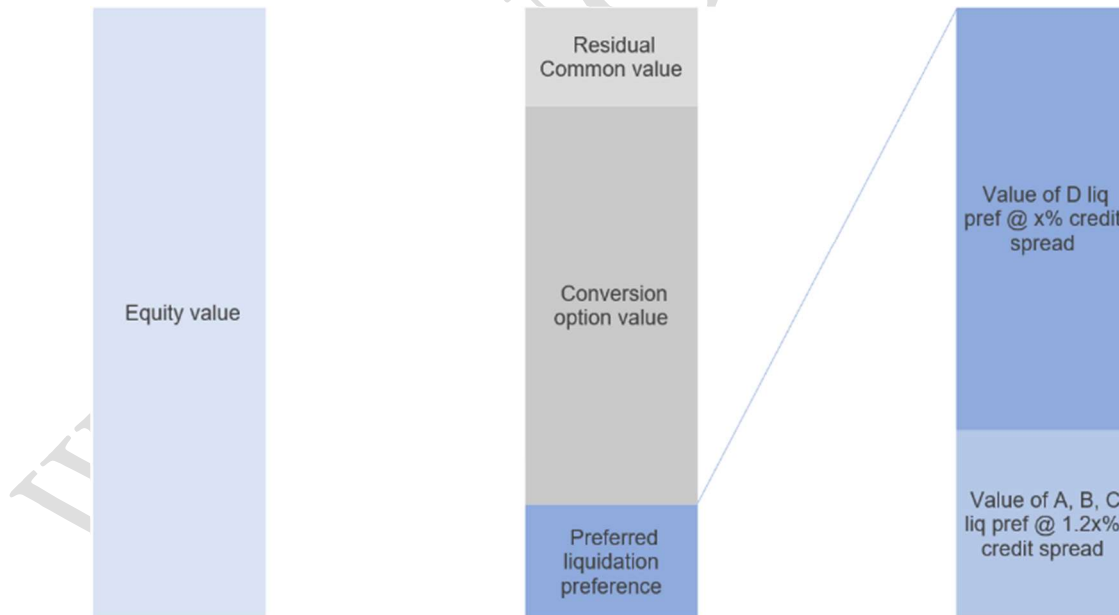 Residual
Common value
Equity value
Conversion
option value
Preferred
liquidation
preference
Value of D liq
pref @ x% credit
spread
Value of A, B, C
liq pref @ 1.2x%
credit spread